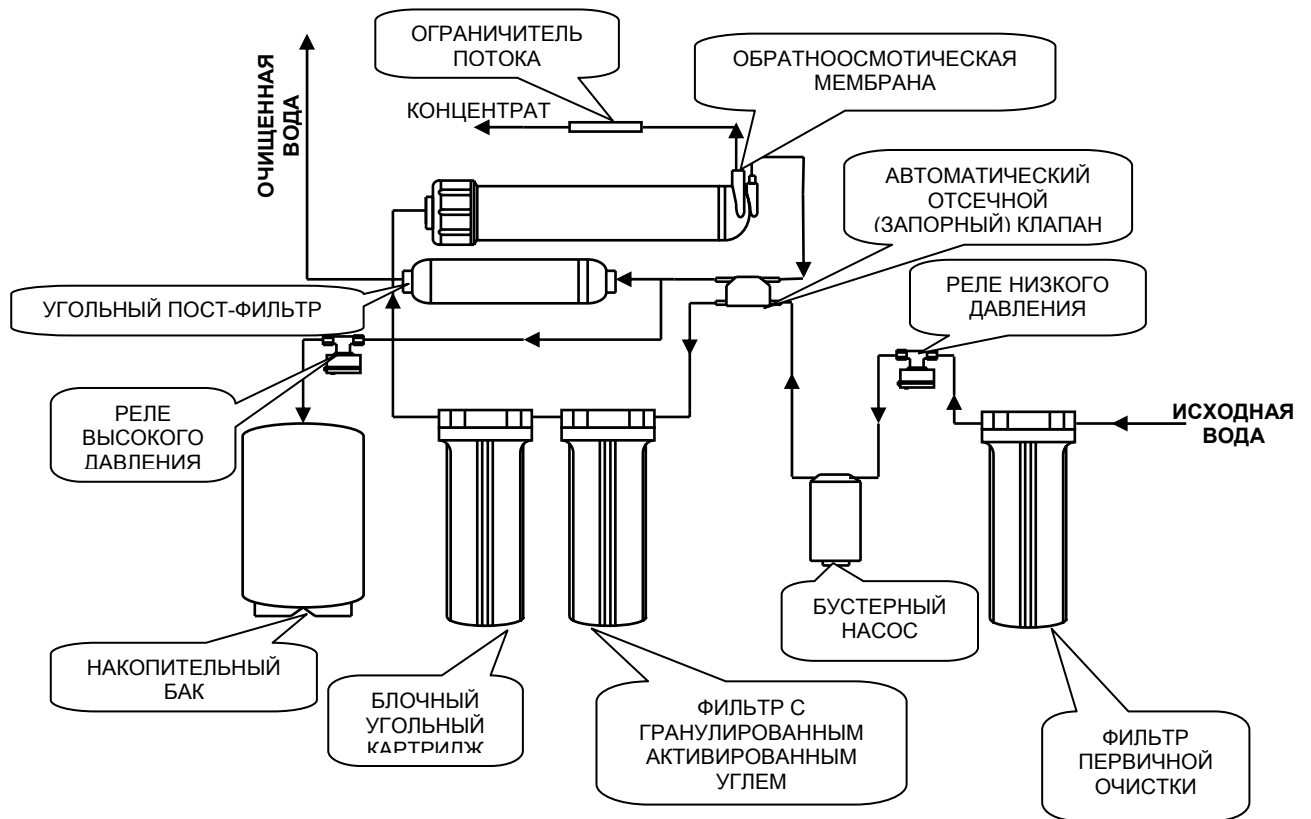 ОГРАНИЧИТЕЛЬ
ПОТОКА
ОБРАТНООСМОТИЧЕСКАЯ
МЕМБРАНА
КОНЦЕНТРАТ
ОЧИЩЕННАЯ
ВОДА
АВТОМАТИЧЕСКИЙ
ОТСЕЧНОЙ
(ЗАПОРНЫЙ) КЛАПАН
РЕЛЕ НИЗКОГО
ДАВЛЕНИЯ
УГОЛЬНЫЙ ПОСТ-ФИЛЬТР
РЕЛЕ
ВЫСОКОГО
ДАВЛЕНИЯ
ИСХОДНАЯ
ВОДА
БУСТЕРНЫЙ
НАСОС
НАКОПИТЕЛЬНЫЙ
БАК
БЛОЧНЫЙ
УГОЛЬНЫЙ
КАРТРИДЖ
ФИЛЬТР С
ГРАНУЛИРОВАННЫМ
АКТИВИРОВАННЫМ
УГЛЕМ
ФИЛЬТР
ПЕРВИЧНОЙ
ОЧИСТКИ